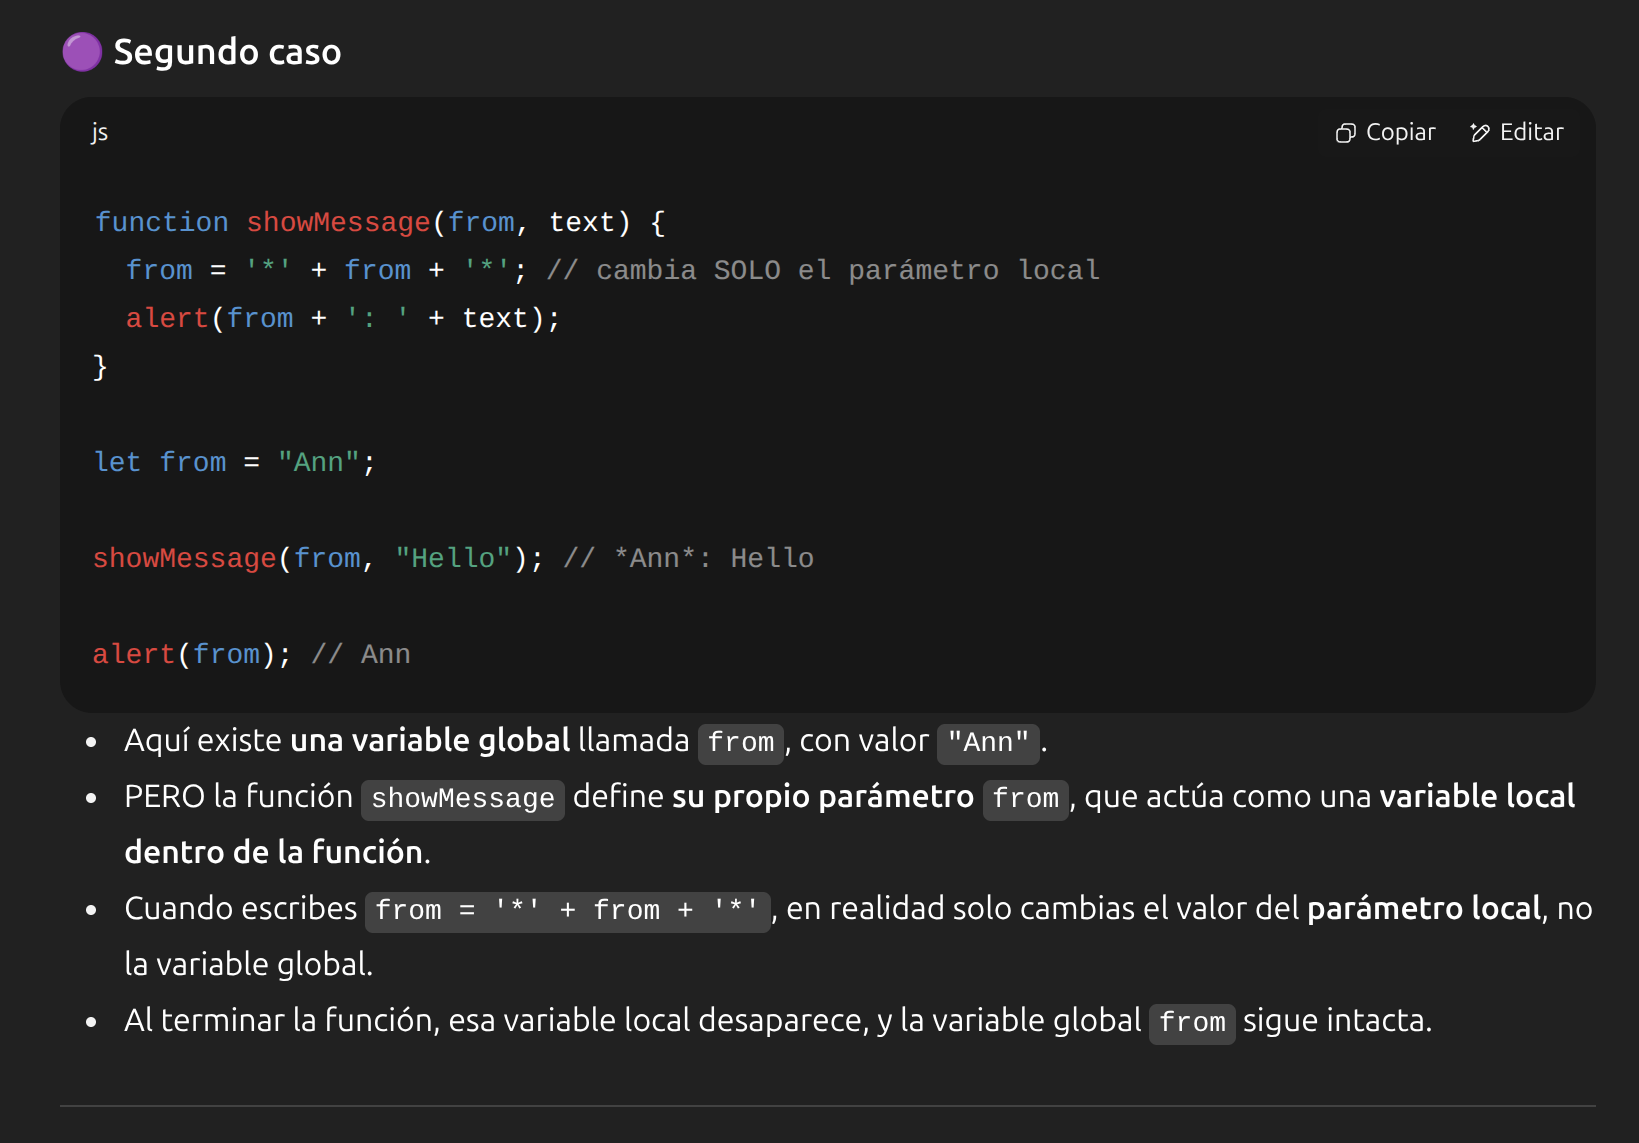 🟣 Segundo caso
js
Copiar Editar
function showMessage(from, text) {
  from = '*' + from + '*'; // cambia SOLO el parámetro local
  alert(from + ': ' + text);
}
let from = "Ann";
showMessage(from, "Hello"); // *Ann*: Hello
alert(from); // Ann
• Aquí existe una variable global llamada from, con valor "Ann".
• PERO la función showMessage define su propio parámetro from, que actúa como una variable local
dentro de la función.
• Cuando escribes from = '*' + from + '*', en realidad solo cambias el valor del parámetro local, no
la variable global.
• Al terminar la función, esa variable local desaparece, y la variable global from sigue intacta.